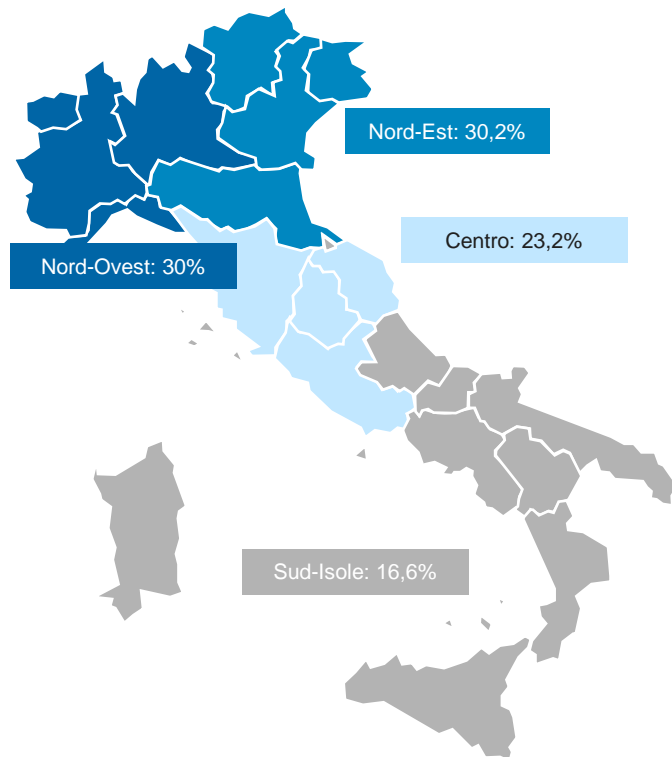 Nord-Est: 30,2%
Centro: 23,2%
Nord-Ovest: 30%
Sud-Isole: 16,6%